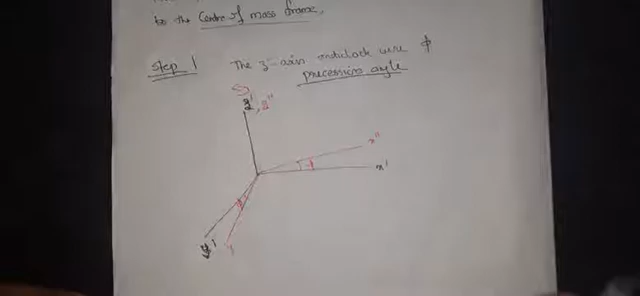 to the Centre of mass frame.
Step 1 The z-axis anticlock wise ϕ
precession angle
z', z''
x''
ϕ
x'
ϕ
y'